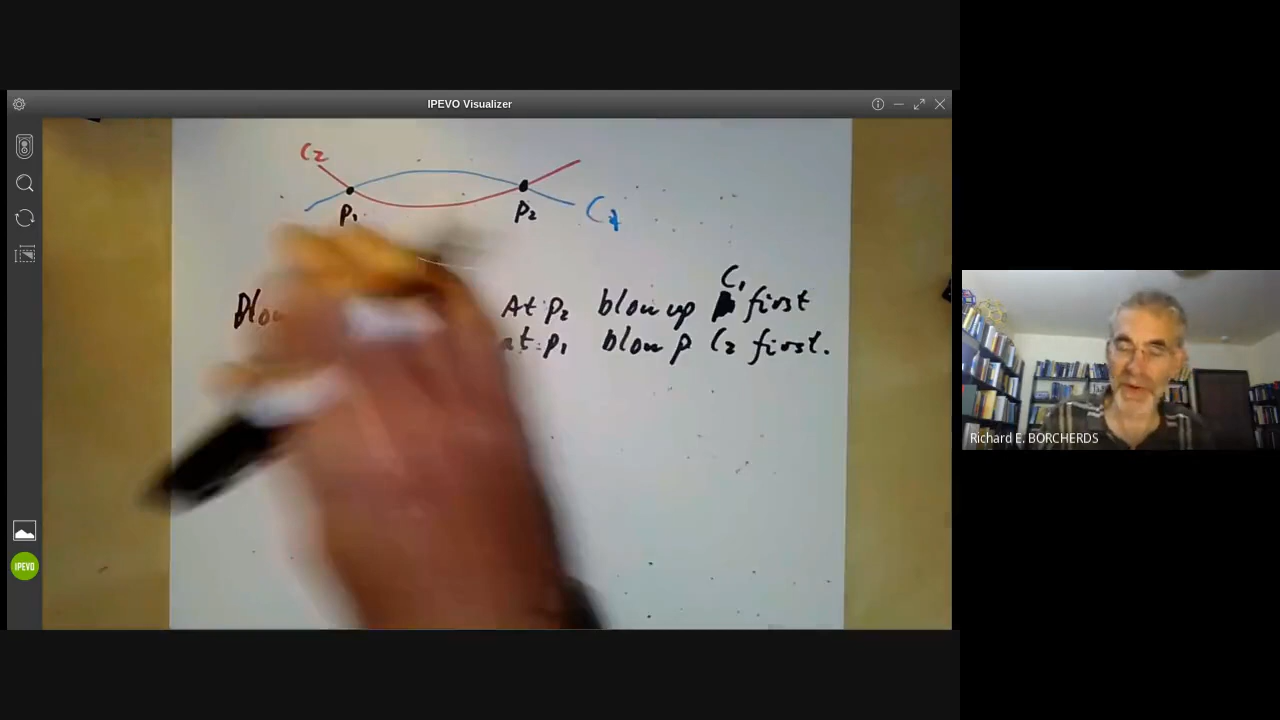 IPEVO Visualizer
C2
P1
P2
C1
C1
At P2 blow up first
at P1 blow p C2 first.
IPEVO
Richard E. BORCHERDS